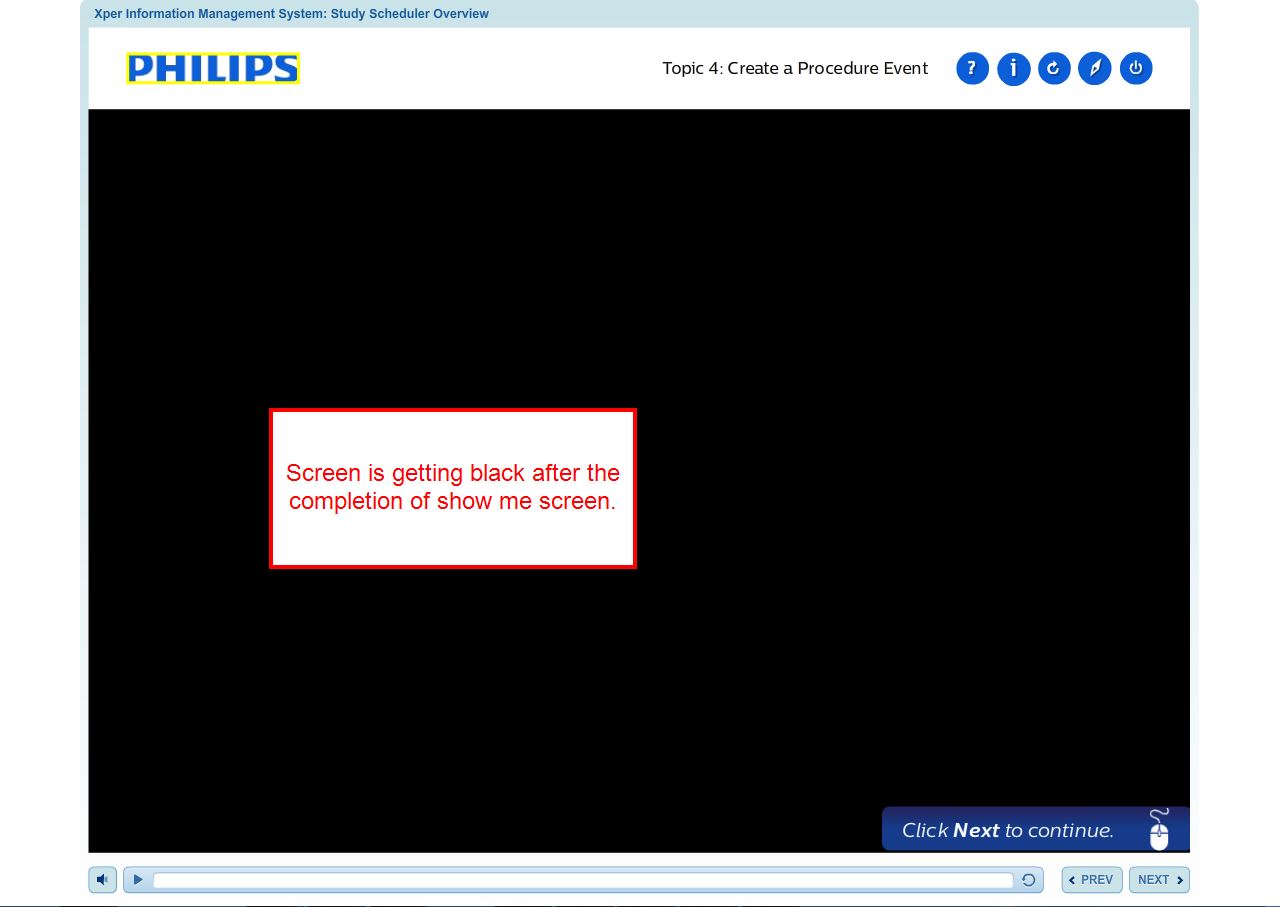 Xper Information Management System: Study Scheduler Overview
PHILIPS
Topic 4: Create a Procedure Event
?
i
Screen is getting black after the
completion of show me screen.
Click Next to continue.
PREV
NEXT